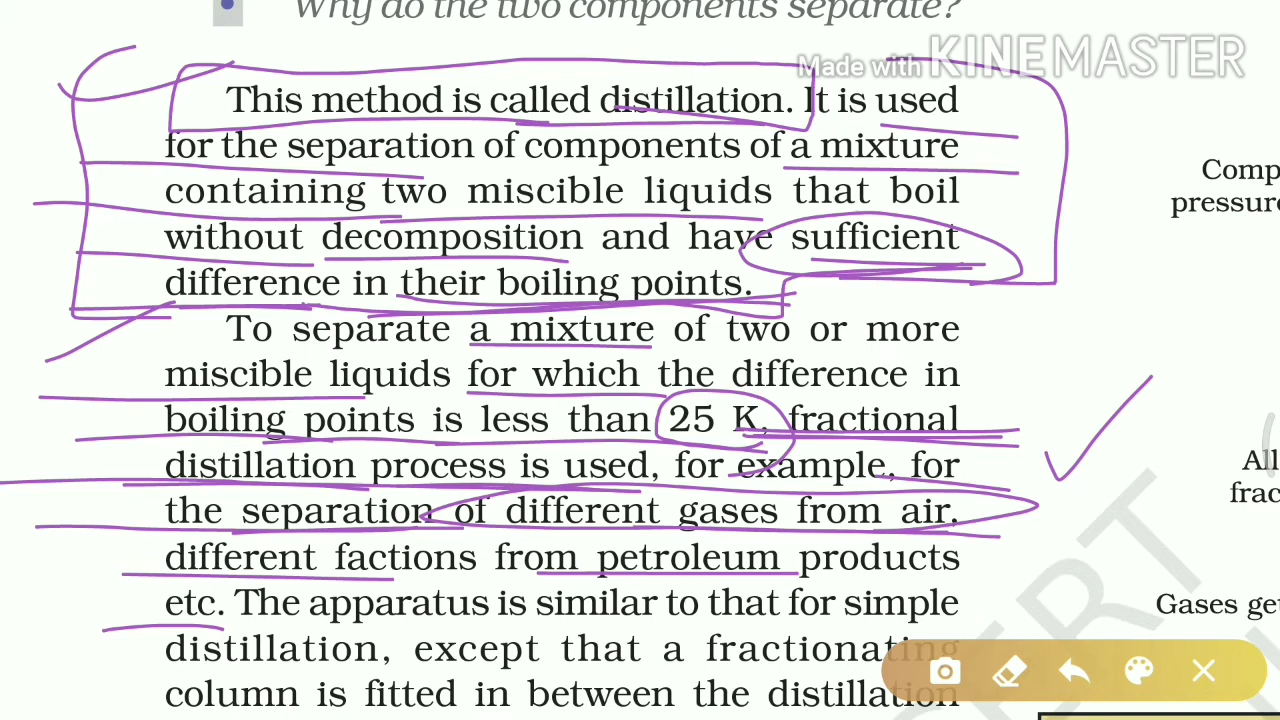 Why do the two components separate?
Made with KINEMASTER
This method is called distillation. It is used
for the separation of components of a mixture
containing two miscible liquids that boil
without decomposition and have sufficient
difference in their boiling points.
To separate a mixture of two or more
miscible liquids for which the difference in
boiling points is less than 25 K, fractional
distillation process is used, for example, for
the separation of different gases from air,
different factions from petroleum products
etc. The apparatus is similar to that for simple
distillation, except that a fractionating
column is fitted in between the distillation
Comp
pressure
All
frac
Gases ge